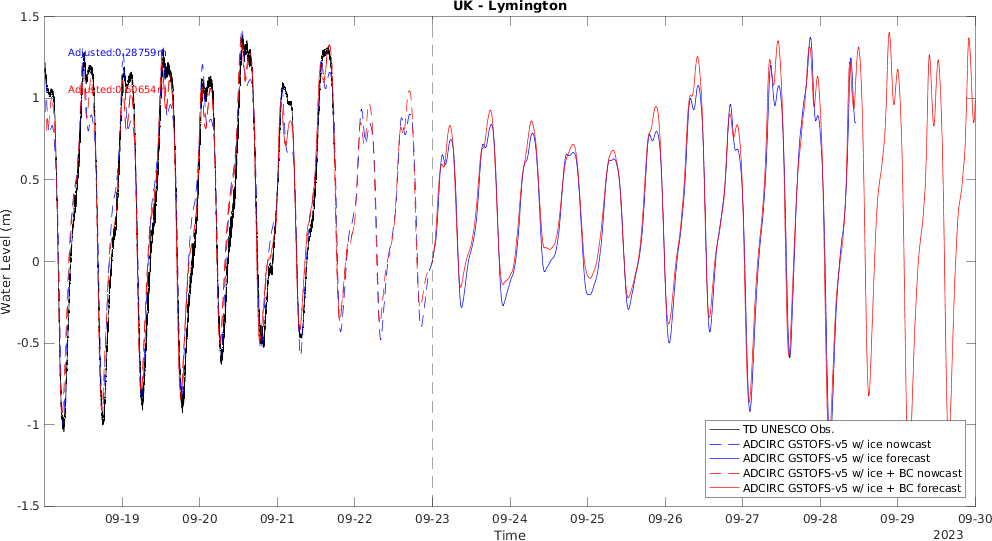 UK - Lymington
1.5
1
0.5
0
-0.5
-1
-1.5
Water Level (m)
Adjusted:0.28759m
TD UNESCO Obs.
ADCIRC GSTOFS-v5 w/ ice nowcast
ADCIRC GSTOFS-v5 w/ ice forecast
ADCIRC GSTOFS-v5 w/ ice + BC nowcast
ADCIRC GSTOFS-v5 w/ ice + BC forecast
09-19 09-20 09-21 09-22 09-23 09-24 09-25 09-26 09-27 09-28 09-29 09-30
Time
2023